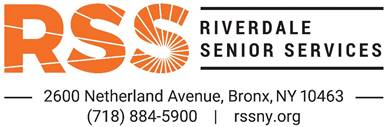 RSS
RIVERDALE
SENIOR SERVICES
2600 Netherland Avenue, Bronx, NY 10463
(718) 884-5900 | rssny.org